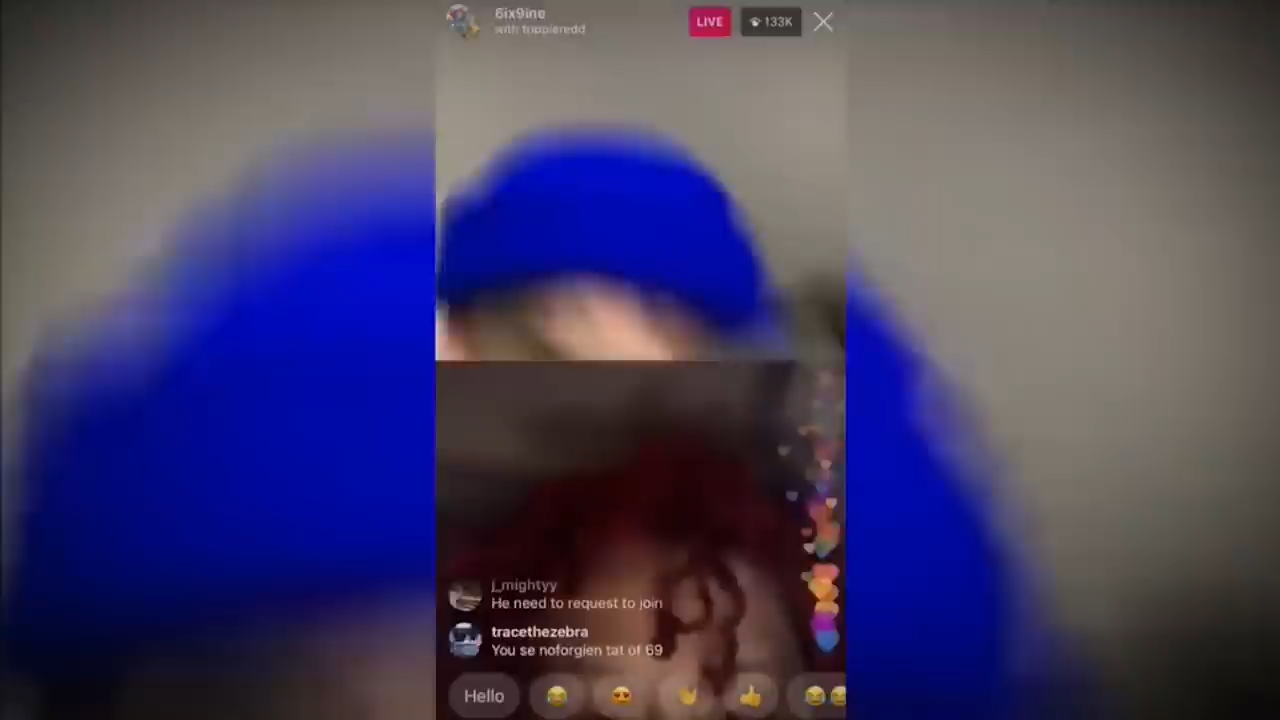 6ix9ine
with trippieredd
LIVE
133K
j_mightyy
He need to request to join
tracethezebra
You se noforgien tat of 69
Hello